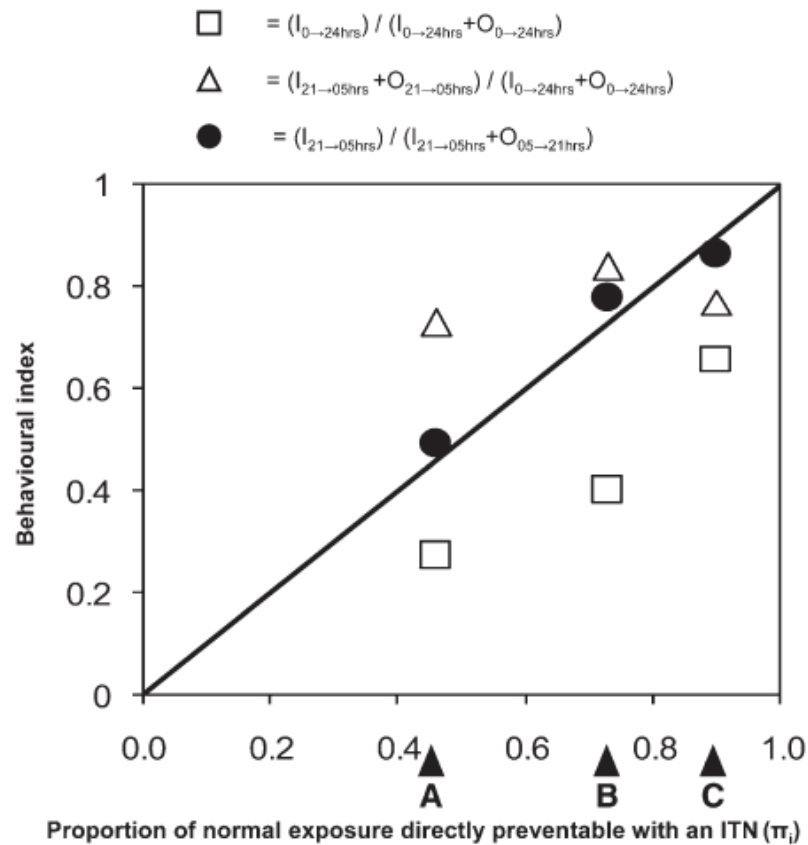 = (I0→24hrs) / (I0→24hrs+O0→24hrs)
= (I21→05hrs+O21→05hrs) / (I0→24hrs+O0→24hrs)
= (I21→05hrs) / (I21→05hrs+O05→21hrs)
1
0.8
0.6
0.4
0.2
0
Behavioural index
0.0 0.2 0.4 0.6 0.8 1.0
A B C
Proportion of normal exposure directly preventable with an ITN (πi)